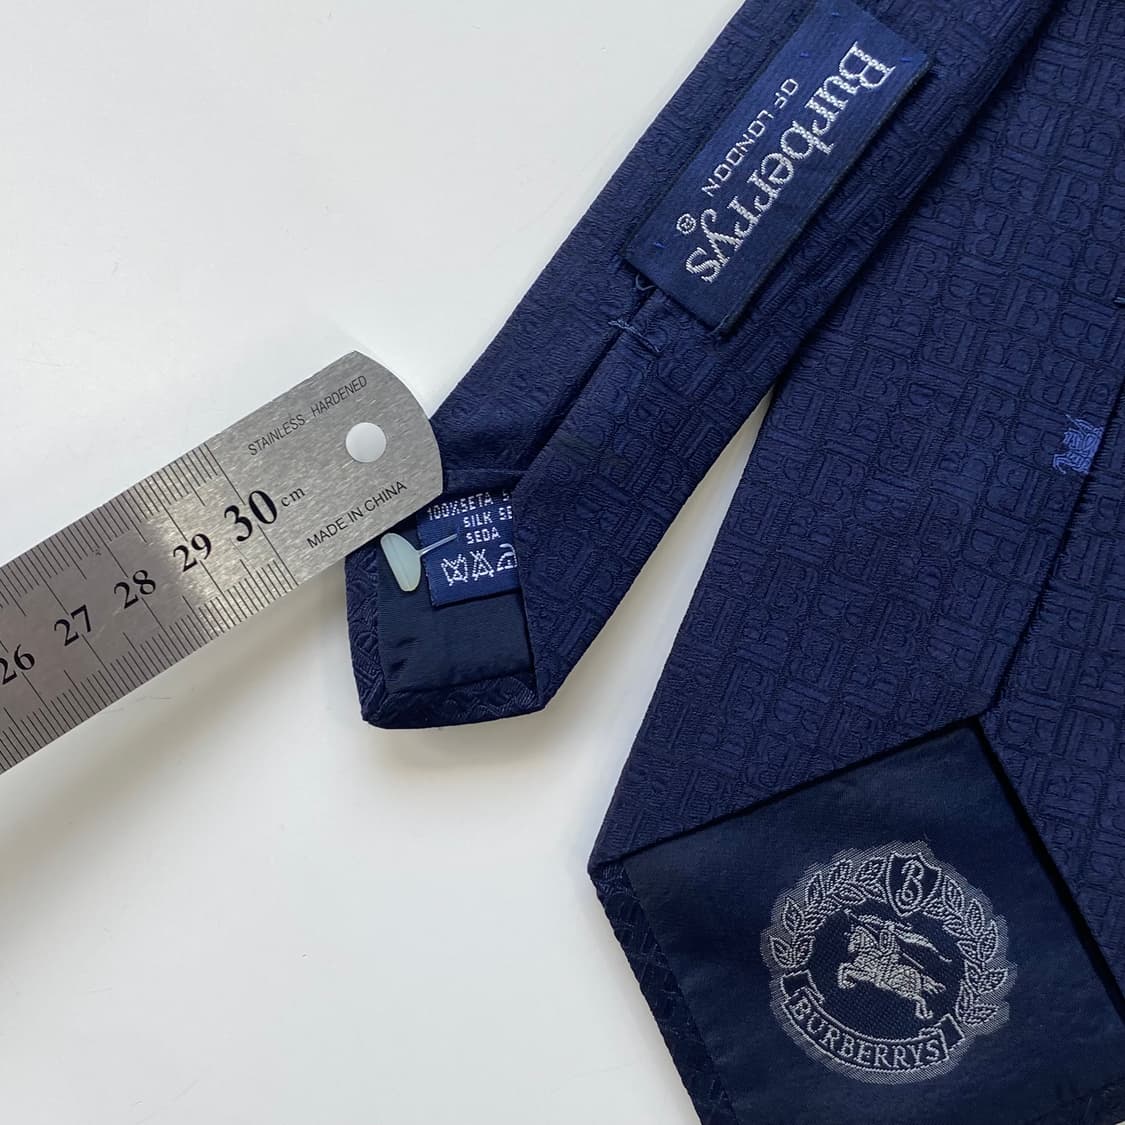 Burberrys
OF LONDON
®
STAINLESS HARDENED
MADE IN CHINA
26 27 28 29 30 cm
100%SETA S
SILK SE
SEDA
B
BURBERRYS